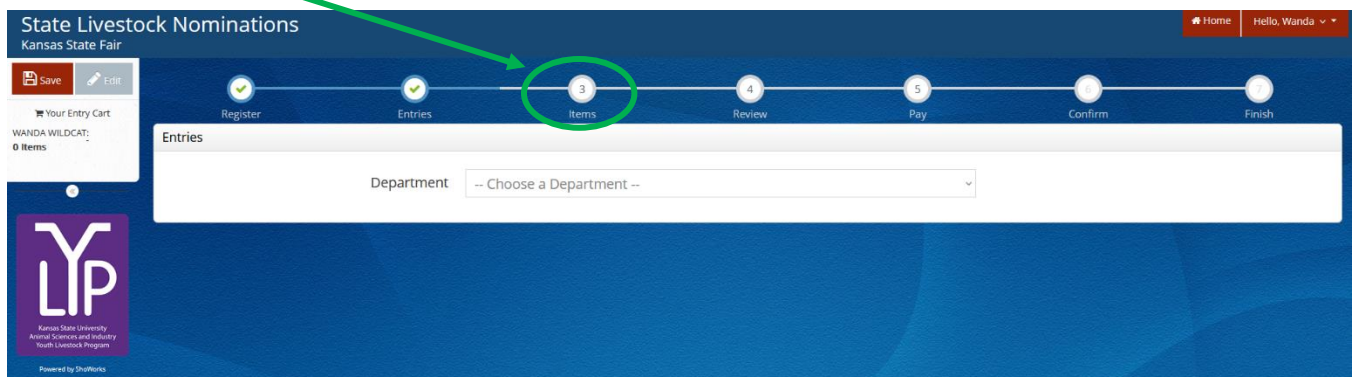 State Livestock Nominations
Kansas State Fair
Home
Hello, Wanda
Save
Edit
Your Entry Cart
WANDA WILDCAT:
0 Items
3
4
5
6
7
Register
Entries
Items
Review
Pay
Confirm
Finish
Entries
Department
-- Choose a Department --
YLP
Kansas State University
Animal Sciences and Industry
Youth Livestock Program
Powered by ShoWorks